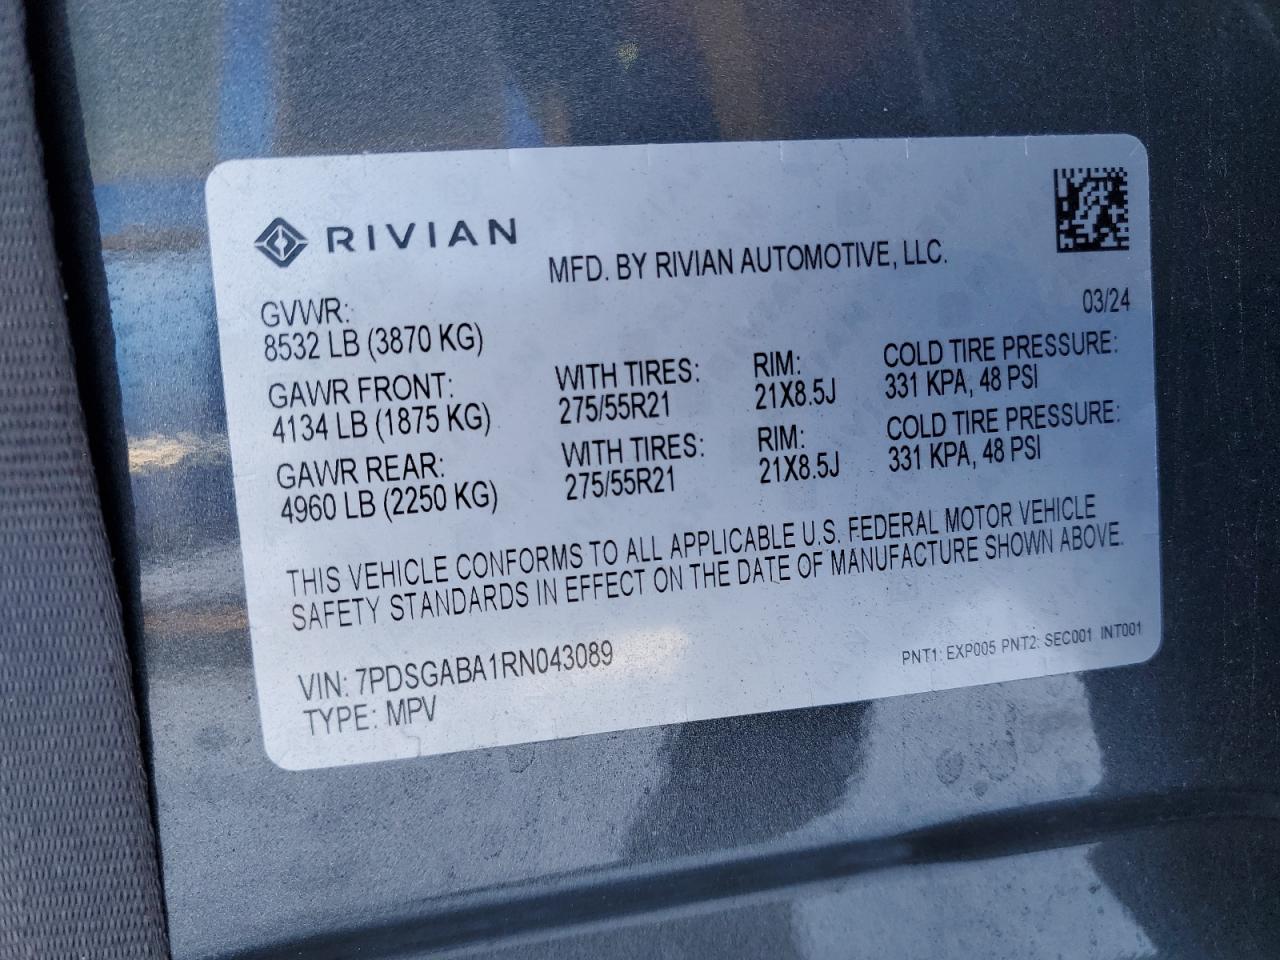 RIVIAN
MFD. BY RIVIAN AUTOMOTIVE, LLC.
03/24
GVWR:
8532 LB (3870 KG)
GAWR FRONT: WITH TIRES: RIM: COLD TIRE PRESSURE:
4134 LB (1875 KG) 275/55R21 21X8.5J 331 KPA, 48 PSI
GAWR REAR: WITH TIRES: RIM: COLD TIRE PRESSURE:
4960 LB (2250 KG) 275/55R21 21X8.5J 331 KPA, 48 PSI
THIS VEHICLE CONFORMS TO ALL APPLICABLE U.S. FEDERAL MOTOR VEHICLE
SAFETY STANDARDS IN EFFECT ON THE DATE OF MANUFACTURE SHOWN ABOVE.
VIN: 7PDSGABA1RN043089
TYPE: MPV
PNT1: EXP005 PNT2: SEC001 INT001